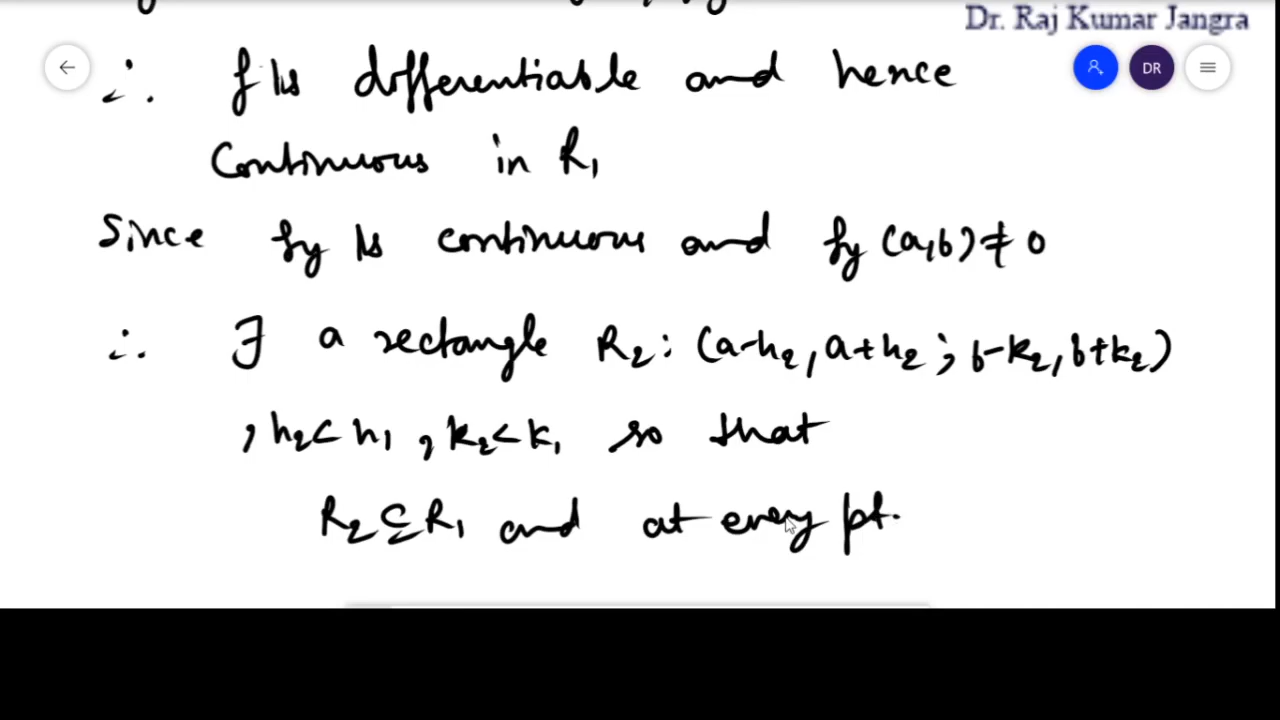 Dr. Raj Kumar Jangra
∴ f is differentiable and hence
DR
Continuous in R₁
Since fy is continuous and fy (a,b) ≠ 0
∴ ∃ a rectangle R₂: (a-h₂, a+h₂; b-k₂, b+k₂)
, h₂<h₁, k₂<k₁ so that
R₂⊆R₁ and at every pt.